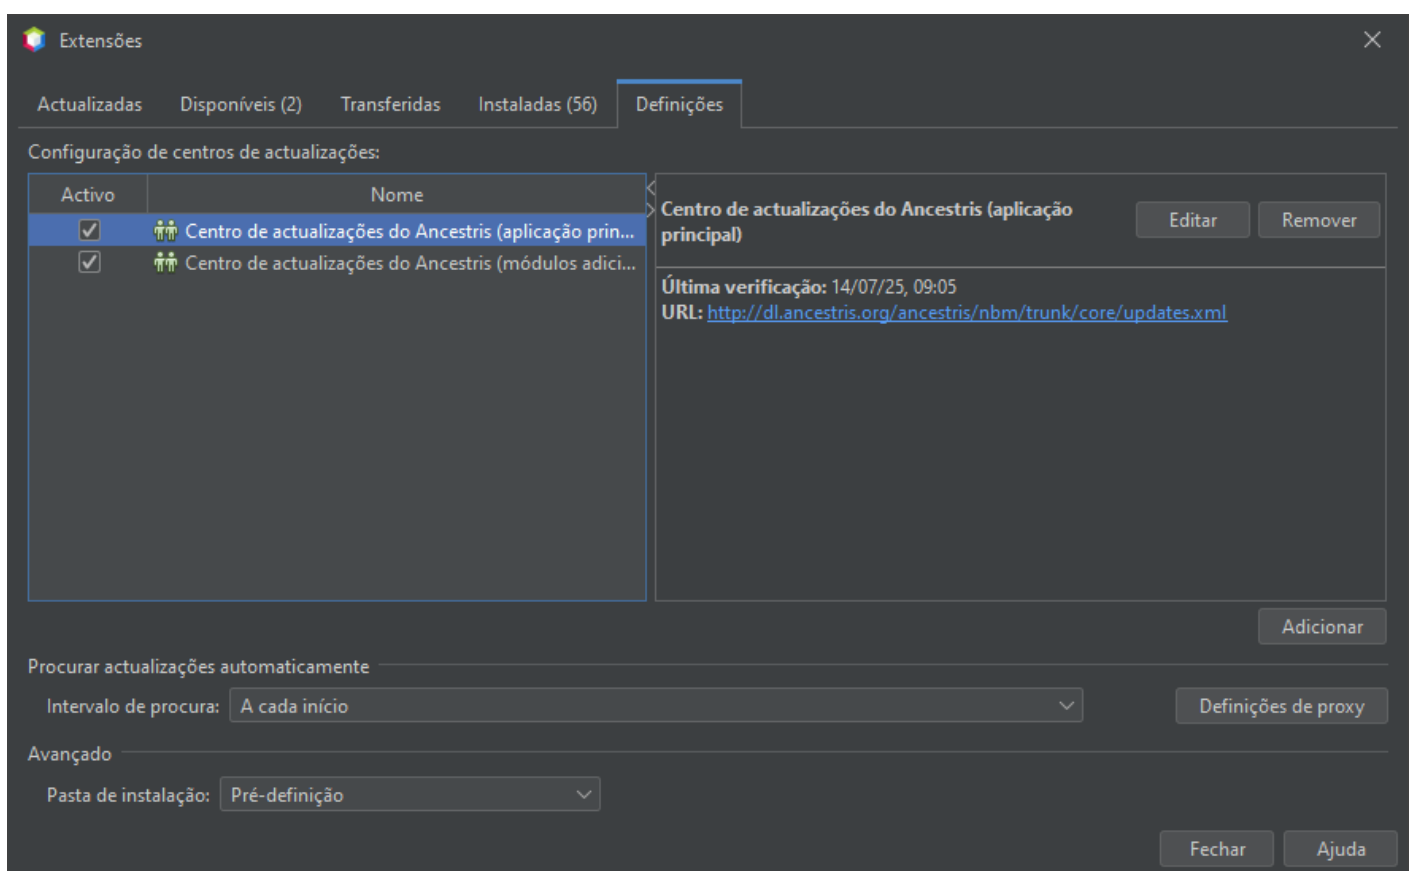 Extensões
Actualizadas Disponíveis (2) Transferidas Instaladas (56) Definições
Configuração de centros de actualizações:
Activo Nome
Centro de actualizações do Ancestris (aplicação prin...
Centro de actualizações do Ancestris (módulos adici...
Centro de actualizações do Ancestris (aplicação
principal)
Editar Remover
Última verificação: 14/07/25, 09:05
URL: http://dl.ancestris.org/ancestris/nbm/trunk/core/updates.xml
Adicionar
Procurar actualizações automaticamente
Intervalo de procura: A cada início Definições de proxy
Avançado
Pasta de instalação: Pré-definição
Fechar Ajuda